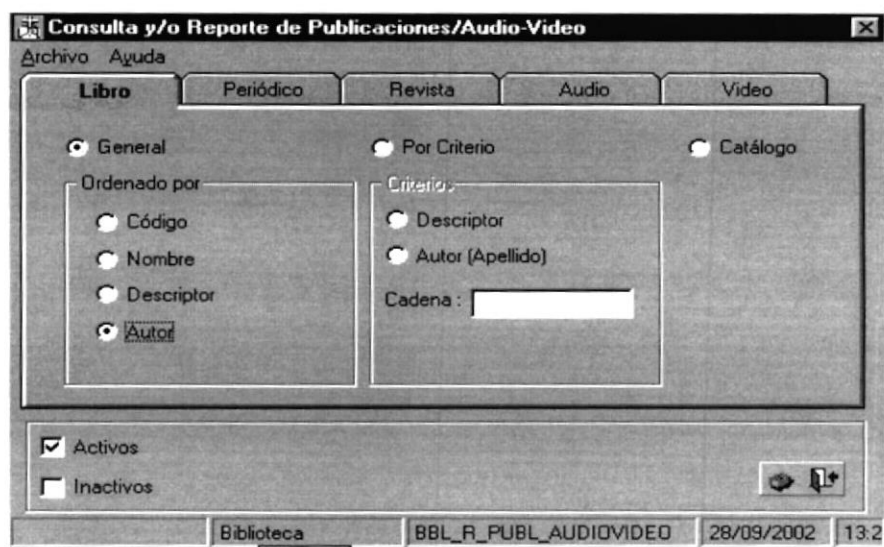 Consulta y/o Reporte de Publicaciones/Audio-Video
Archivo Ayuda
Libro Periódico Revista Audio Video
General Por Criterio Catálogo
Ordenado por Criterios
Código Descriptor
Nombre Autor (Apellido)
Descriptor Cadena :
Autor
Activos
Inactivos
Biblioteca BBL_R_PUBL_AUDIOVIDEO 28/09/2002 13:2